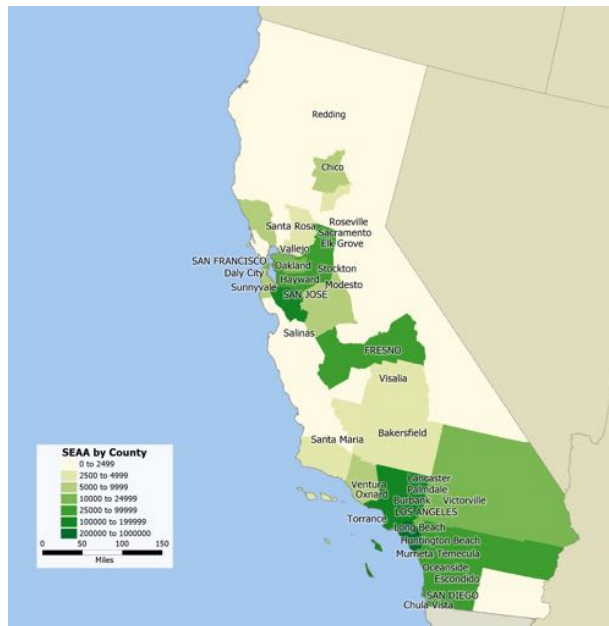 Redding
Chico
Santa Rosa
Roseville
Sacramento
Elk Grove
Vallejo
SAN FRANCISCO
Oakland
Stockton
Daly City
Hayward
Modesto
Sunnyvale
SAN JOSE
Salinas
FRESNO
Visalia
Santa Maria
Bakersfield
Lancaster
Ventura
Palmdale
Oxnard
Burbank
Victorville
LOS ANGELES
Torrance
Long Beach
Huntington Beach
Murrieta Temecula
Oceanside
Escondido
SAN DIEGO
Chula Vista
SEAA by County
0 to 2499
2500 to 4999
5000 to 9999
10000 to 24999
25000 to 99999
100000 to 199999
200000 to 1000000
50 25 0 50 100 150
Miles